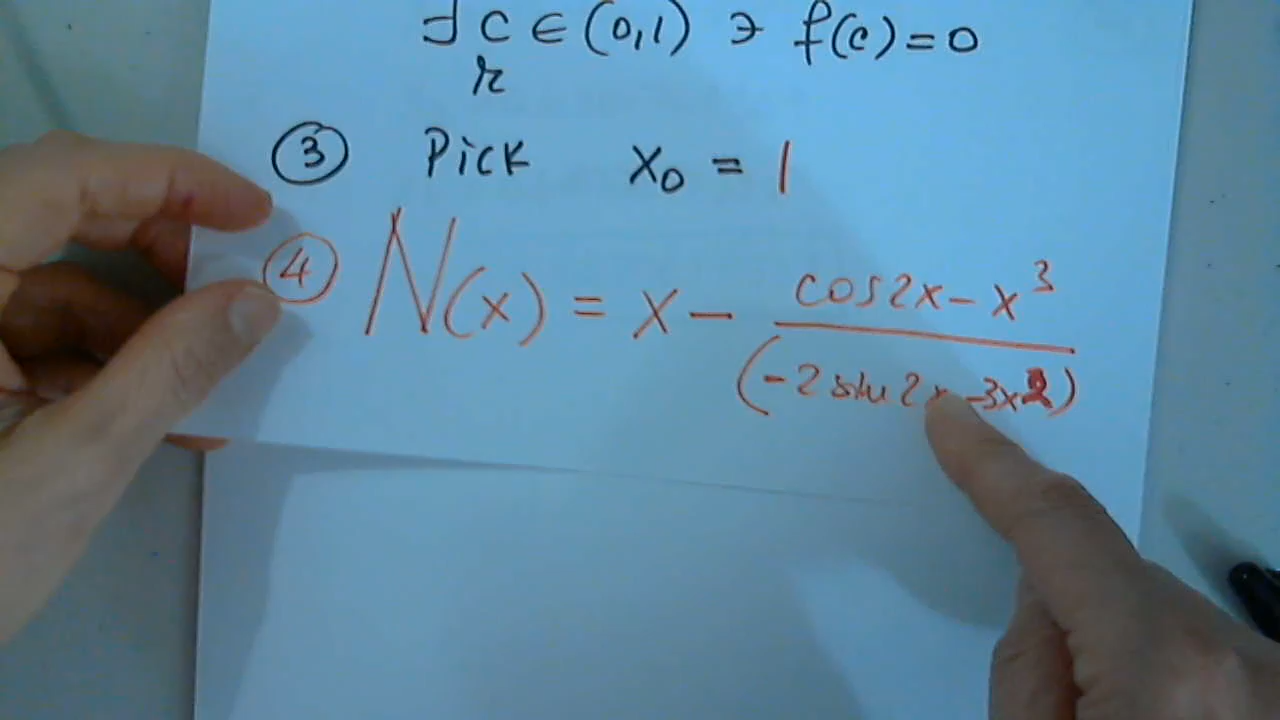 ∃ c ∈ (0,1) ∋ f(c) = 0
r
③ Pick x₀ = 1
④ N(x) = x - (cos2x - x³)/(-2 sin 2x - 3x²)